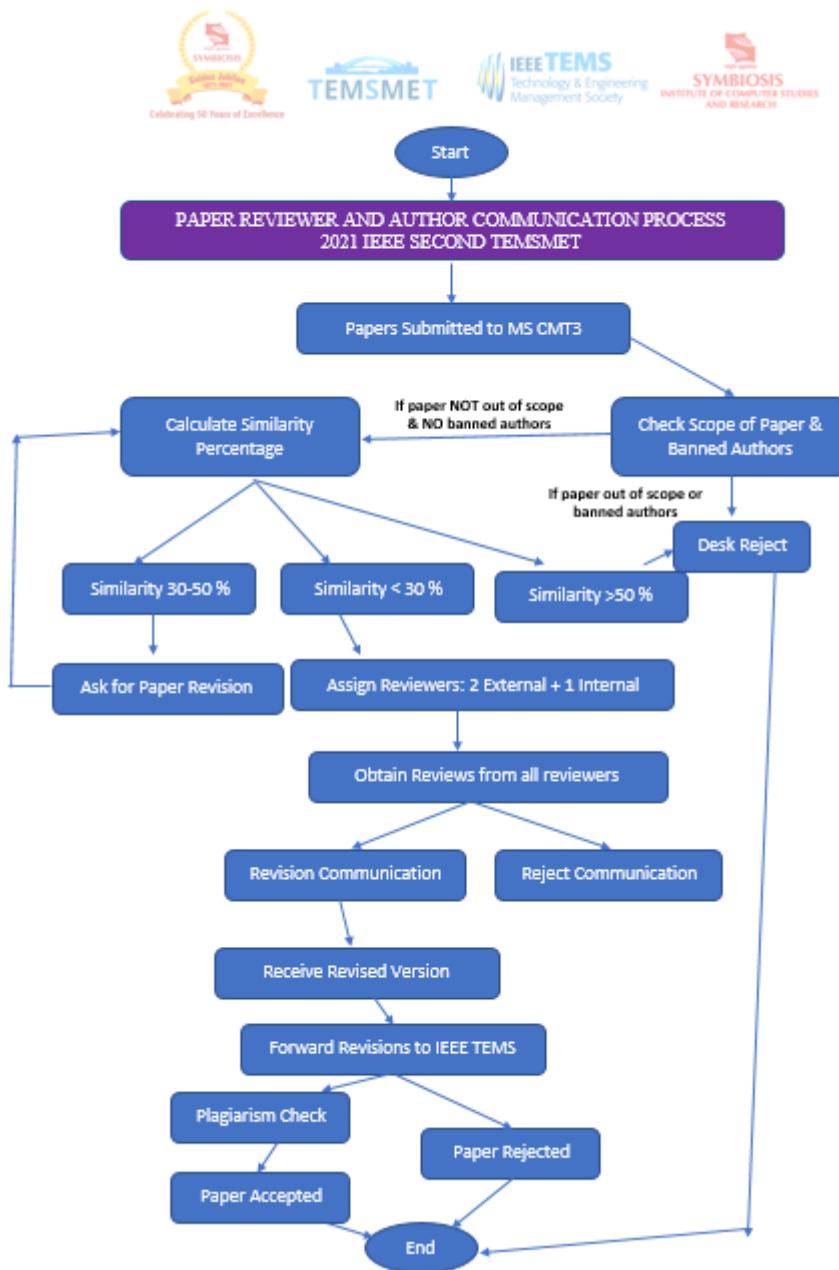 SYMBIOSIS
Golden Jubilee
Celebrating 50 Years of Excellence
TEMSMET
IEEE TEMS
Technology & Engineering
Management Society
SYMBIOSIS
INSTITUTE OF COMPUTER STUDIES
AND RESEARCH
Start
PAPER REVIEWER AND AUTHOR COMMUNICATION PROCESS
2021 IEEE SECOND TEMSMET
Papers Submitted to MS CMT3
If paper NOT out of scope
& NO banned authors
Calculate Similarity
Percentage
Check Scope of Paper &
Banned Authors
If paper out of scope or
banned authors
Desk Reject
Similarity 30-50 %
Similarity < 30 %
Similarity >50 %
Ask for Paper Revision
Assign Reviewers: 2 External + 1 Internal
Obtain Reviews from all reviewers
Revision Communication
Reject Communication
Receive Revised Version
Forward Revisions to IEEE TEMS
Plagiarism Check
Paper Rejected
Paper Accepted
End